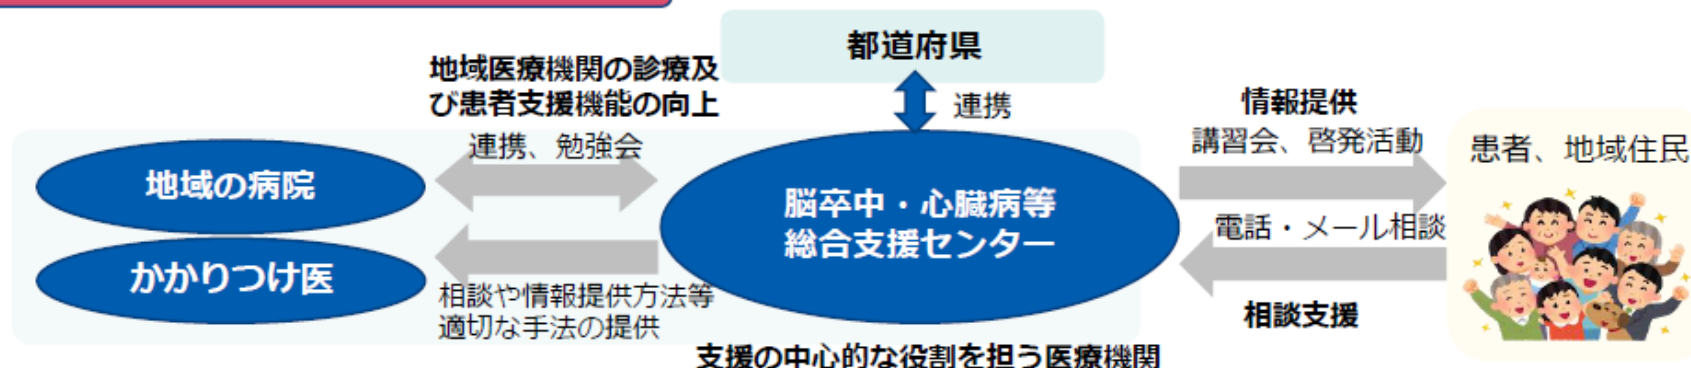 都道府県
地域医療機関の診療及
び患者支援機能の向上
連携
情報提供
連携、勉強会
講習会、啓発活動
患者、地域住民
地域の病院
脳卒中・心臓病等
総合支援センター
電話・メール相談
かかりつけ医
相談や情報提供方法等
適切な手法の提供
相談支援
支援の中心的な役割を担う医療機関